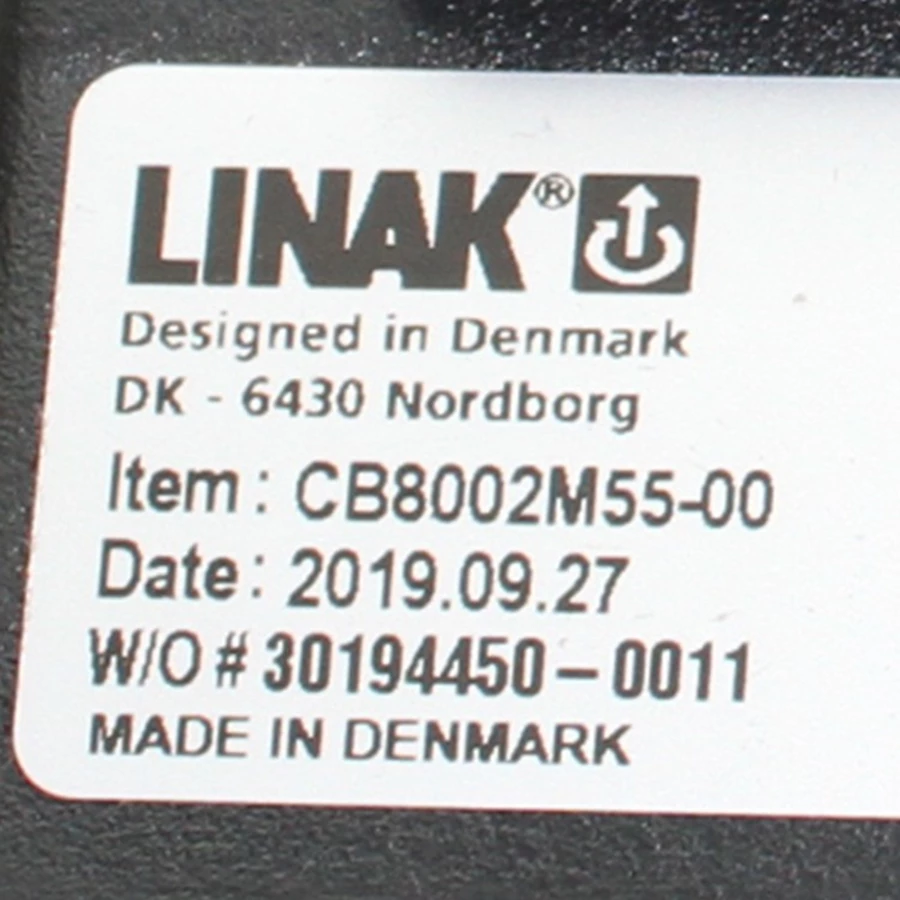 LINAK®
Designed in Denmark
DK - 6430 Nordborg
Item: CB8002M55-00
Date: 2019.09.27
W/O # 30194450-0011
MADE IN DENMARK